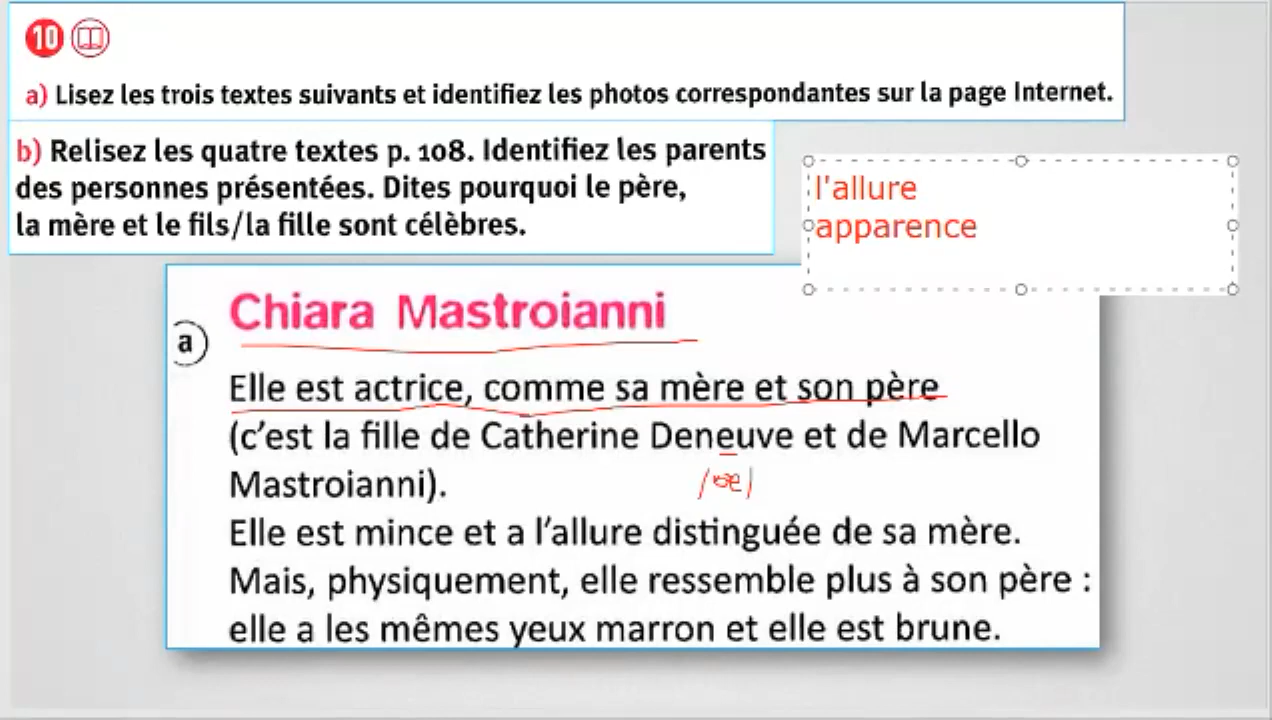 10
a) Lisez les trois textes suivants et identifiez les photos correspondantes sur la page Internet.
b) Relisez les quatre textes p. 108. Identifiez les parents
des personnes présentées. Dites pourquoi le père,
la mère et le fils/la fille sont célèbres.
l'allure
apparence
Chiara Mastroianni
a
Elle est actrice, comme sa mère et son père
(c'est la fille de Catherine Deneuve et de Marcello
Mastroianni).
/œ/
Elle est mince et a l'allure distinguée de sa mère.
Mais, physiquement, elle ressemble plus à son père :
elle a les mêmes yeux marron et elle est brune.